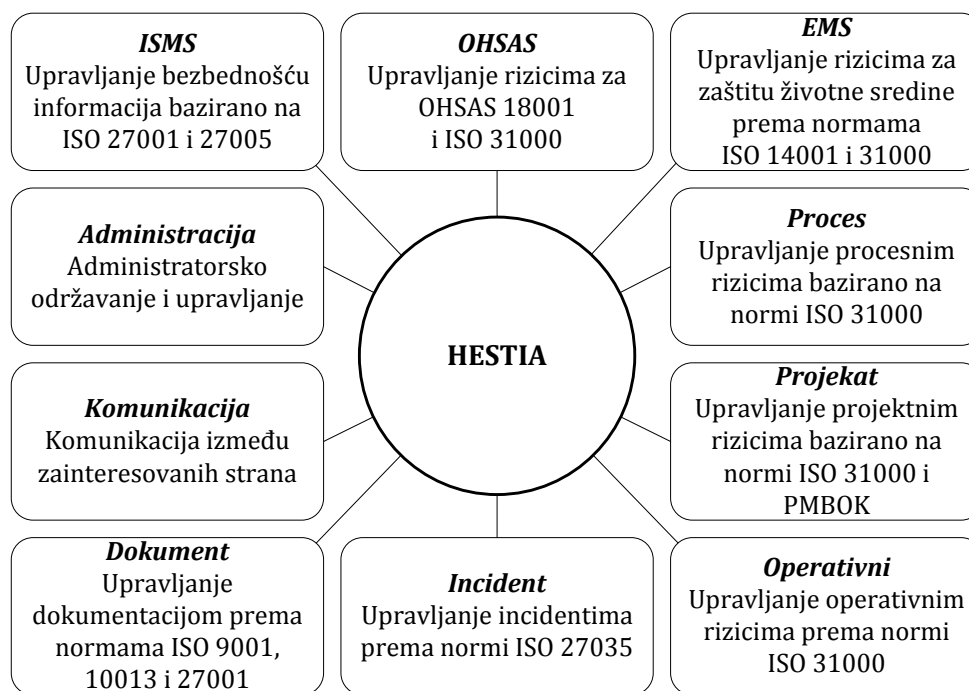 ISMS
Upravljanje bezbednošću
informacija bazirano na
ISO 27001 i 27005
OHSAS
Upravljanje rizicima za
OHSAS 18001
i ISO 31000
EMS
Upravljanje rizicima za
zaštitu životne sredine
prema normama
ISO 14001 i 31000
Administracija
Administratorsko
održavanje i upravljanje
Proces
Upravljanje procesnim
rizicima bazirano na
normi ISO 31000
HESTIA
Komunikacija
Komunikacija između
zainteresovanih strana
Projekat
Upravljanje projektnim
rizicima bazirano na
normi ISO 31000 i
PMBOK
Dokument
Upravljanje
dokumentacijom prema
normama ISO 9001,
10013 i 27001
Incident
Upravljanje incidentima
prema normi ISO 27035
Operativni
Upravljanje operativnim
rizicima prema normi
ISO 31000